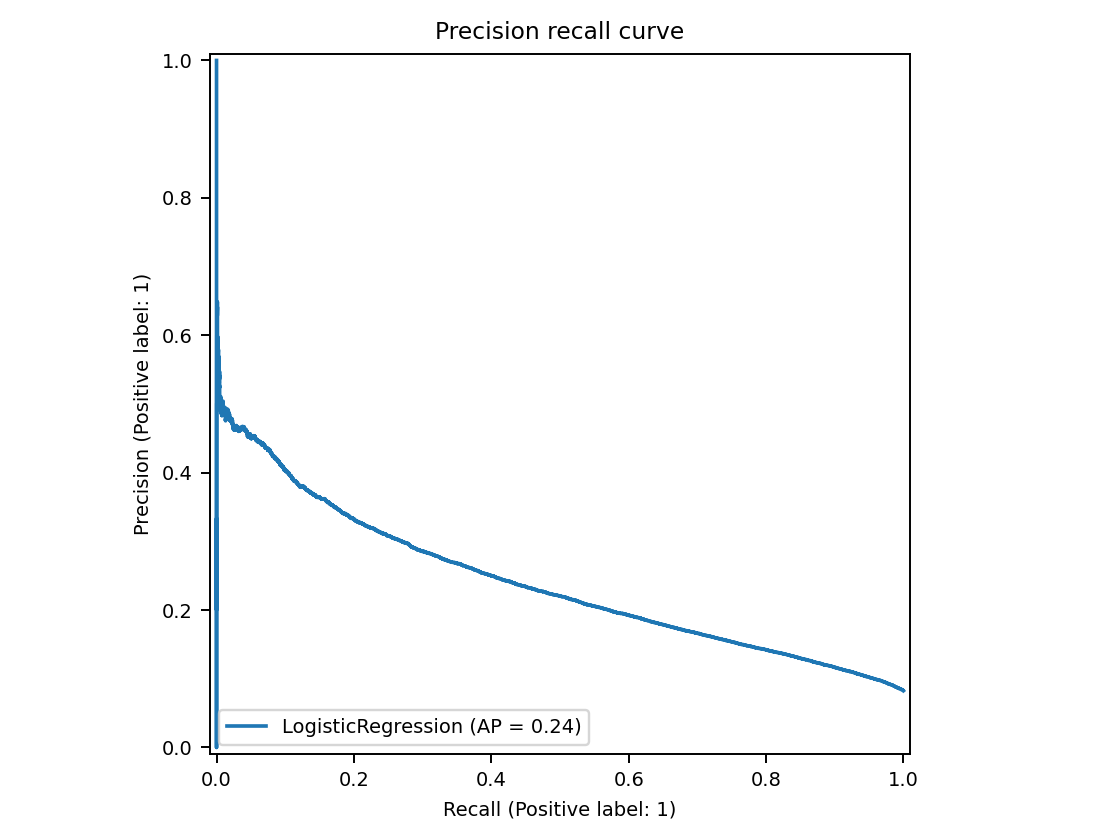 Precision recall curve
1.0
0.8
0.6
0.4
0.2
0.0
Precision (Positive label: 1)
LogisticRegression (AP = 0.24)
0.0 0.2 0.4 0.6 0.8 1.0
Recall (Positive label: 1)